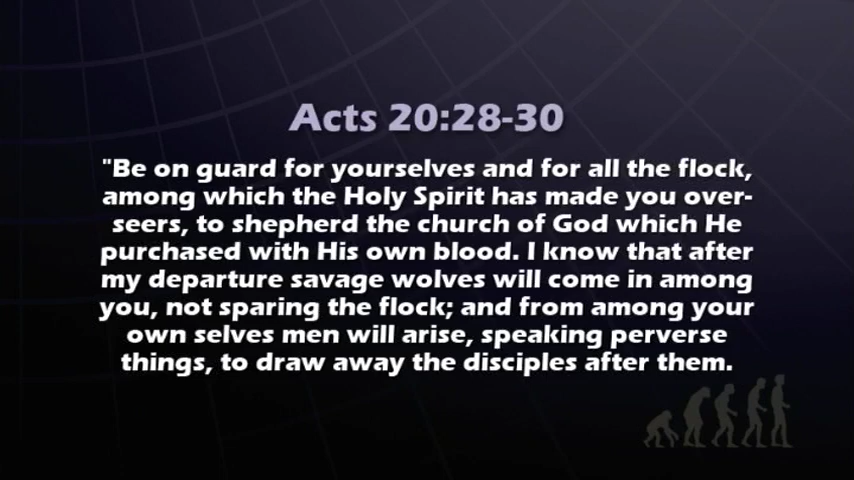 Acts 20:28-30
"Be on guard for yourselves and for all the flock,
among which the Holy Spirit has made you over-
seers, to shepherd the church of God which He
purchased with His own blood. I know that after
my departure savage wolves will come in among
you, not sparing the flock; and from among your
own selves men will arise, speaking perverse
things, to draw away the disciples after them.